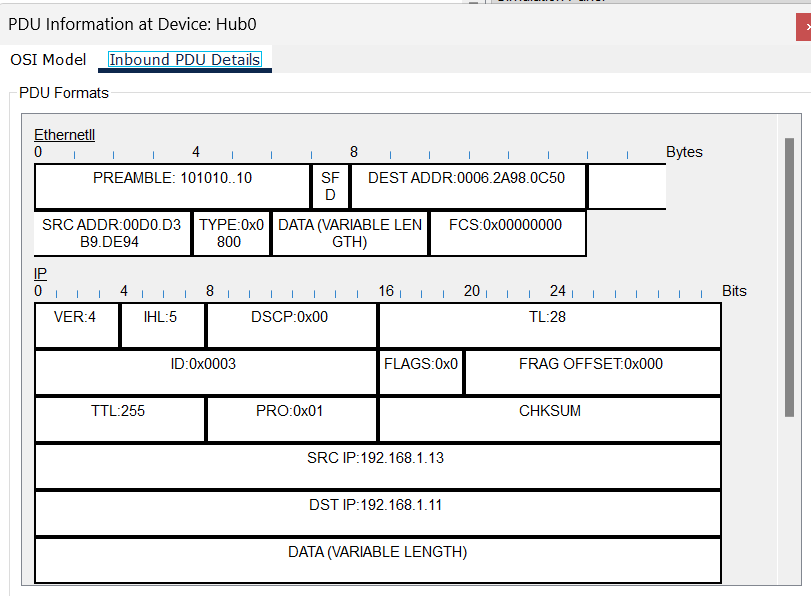 PDU Information at Device: Hub0
OSI Model Inbound PDU Details
PDU Formats
EthernetII
0 4 8 Bytes
PREAMBLE: 101010..10 SF DEST ADDR:0006.2A98.0C50
D
SRC ADDR:00D0.D3 TYPE:0x0 DATA (VARIABLE LEN FCS:0x00000000
B9.DE94 800 GTH)
IP
0 4 8 16 20 24 Bits
VER:4 IHL:5 DSCP:0x00 TL:28
ID:0x0003 FLAGS:0x0 FRAG OFFSET:0x000
TTL:255 PRO:0x01 CHKSUM
SRC IP:192.168.1.13
DST IP:192.168.1.11
DATA (VARIABLE LENGTH)